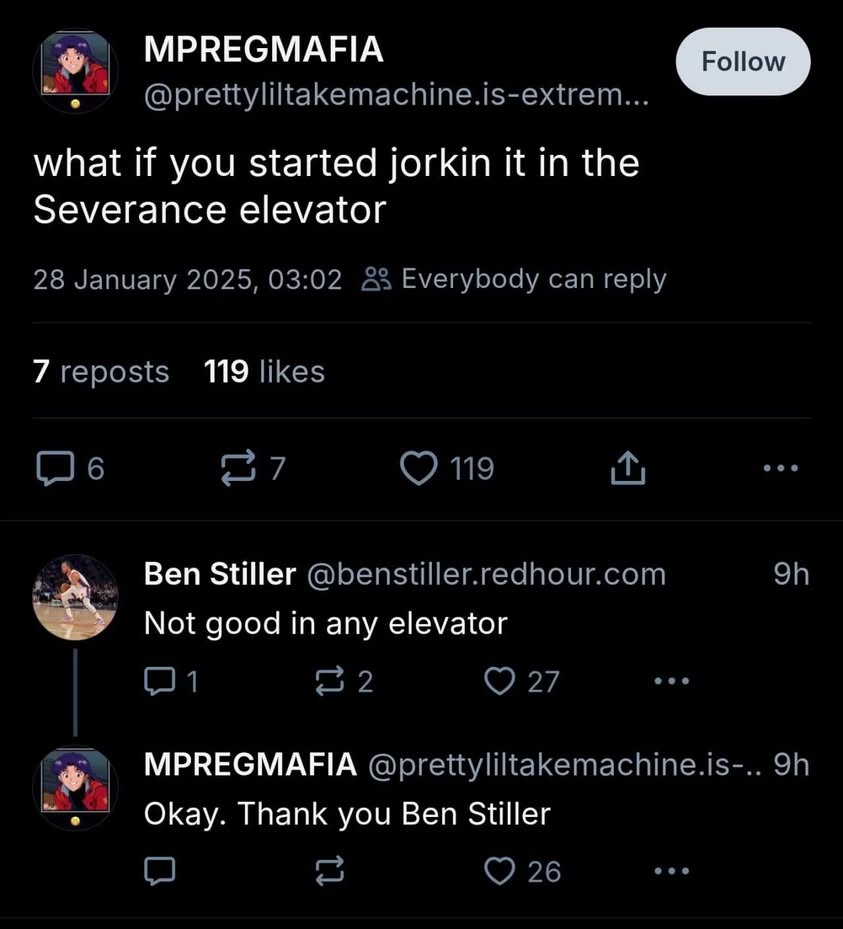 MPREGMAFIA
@prettyliltakemachine.is-extrem...
Follow
what if you started jorkin it in the
Severance elevator
28 January 2025, 03:02 Everybody can reply
7 reposts 119 likes
6 7 119
Ben Stiller @benstiller.redhour.com 9h
Not good in any elevator
1 2 27
MPREGMAFIA @prettyliltakemachine.is-.. 9h
Okay. Thank you Ben Stiller
26